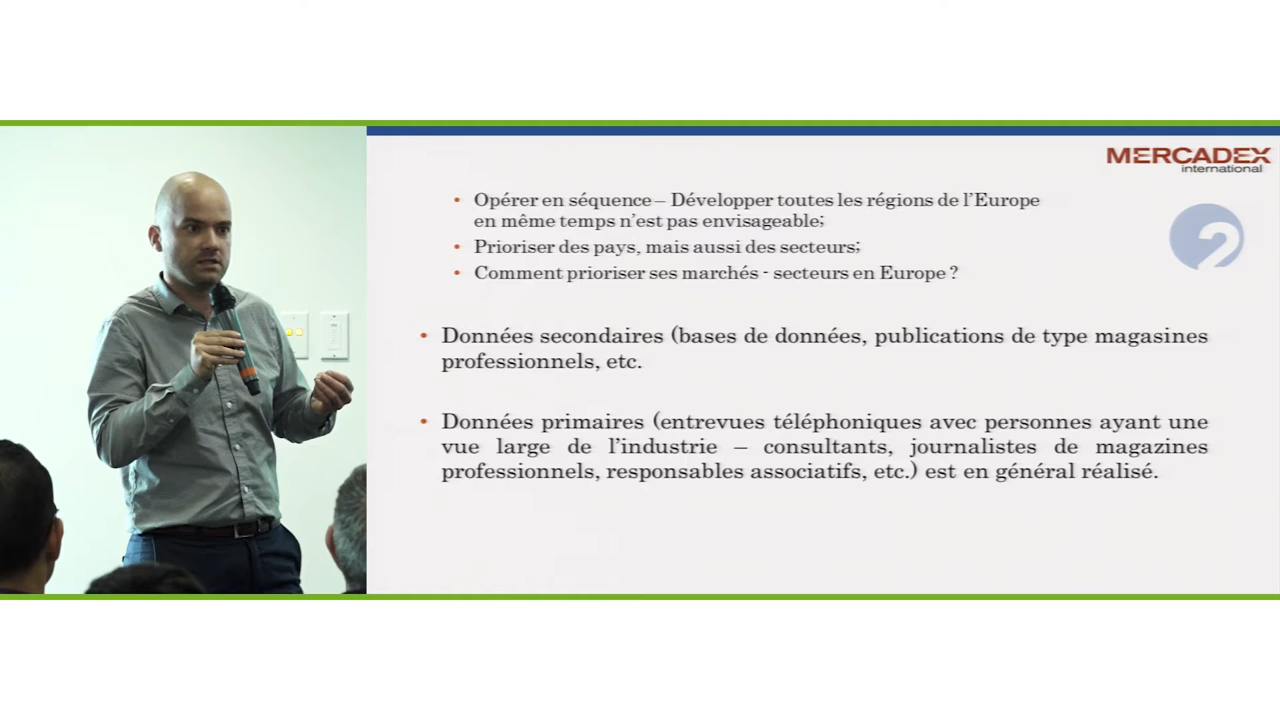 MERCADEX
international
• Opérer en séquence – Développer toutes les régions de l'Europe
en même temps n'est pas envisageable;
• Prioriser des pays, mais aussi des secteurs;
• Comment prioriser ses marchés - secteurs en Europe ?
2
• Données secondaires (bases de données, publications de type magasines
professionnels, etc.
• Données primaires (entrevues téléphoniques avec personnes ayant une
vue large de l'industrie – consultants, journalistes de magazines
professionnels, responsables associatifs, etc.) est en général réalisé.